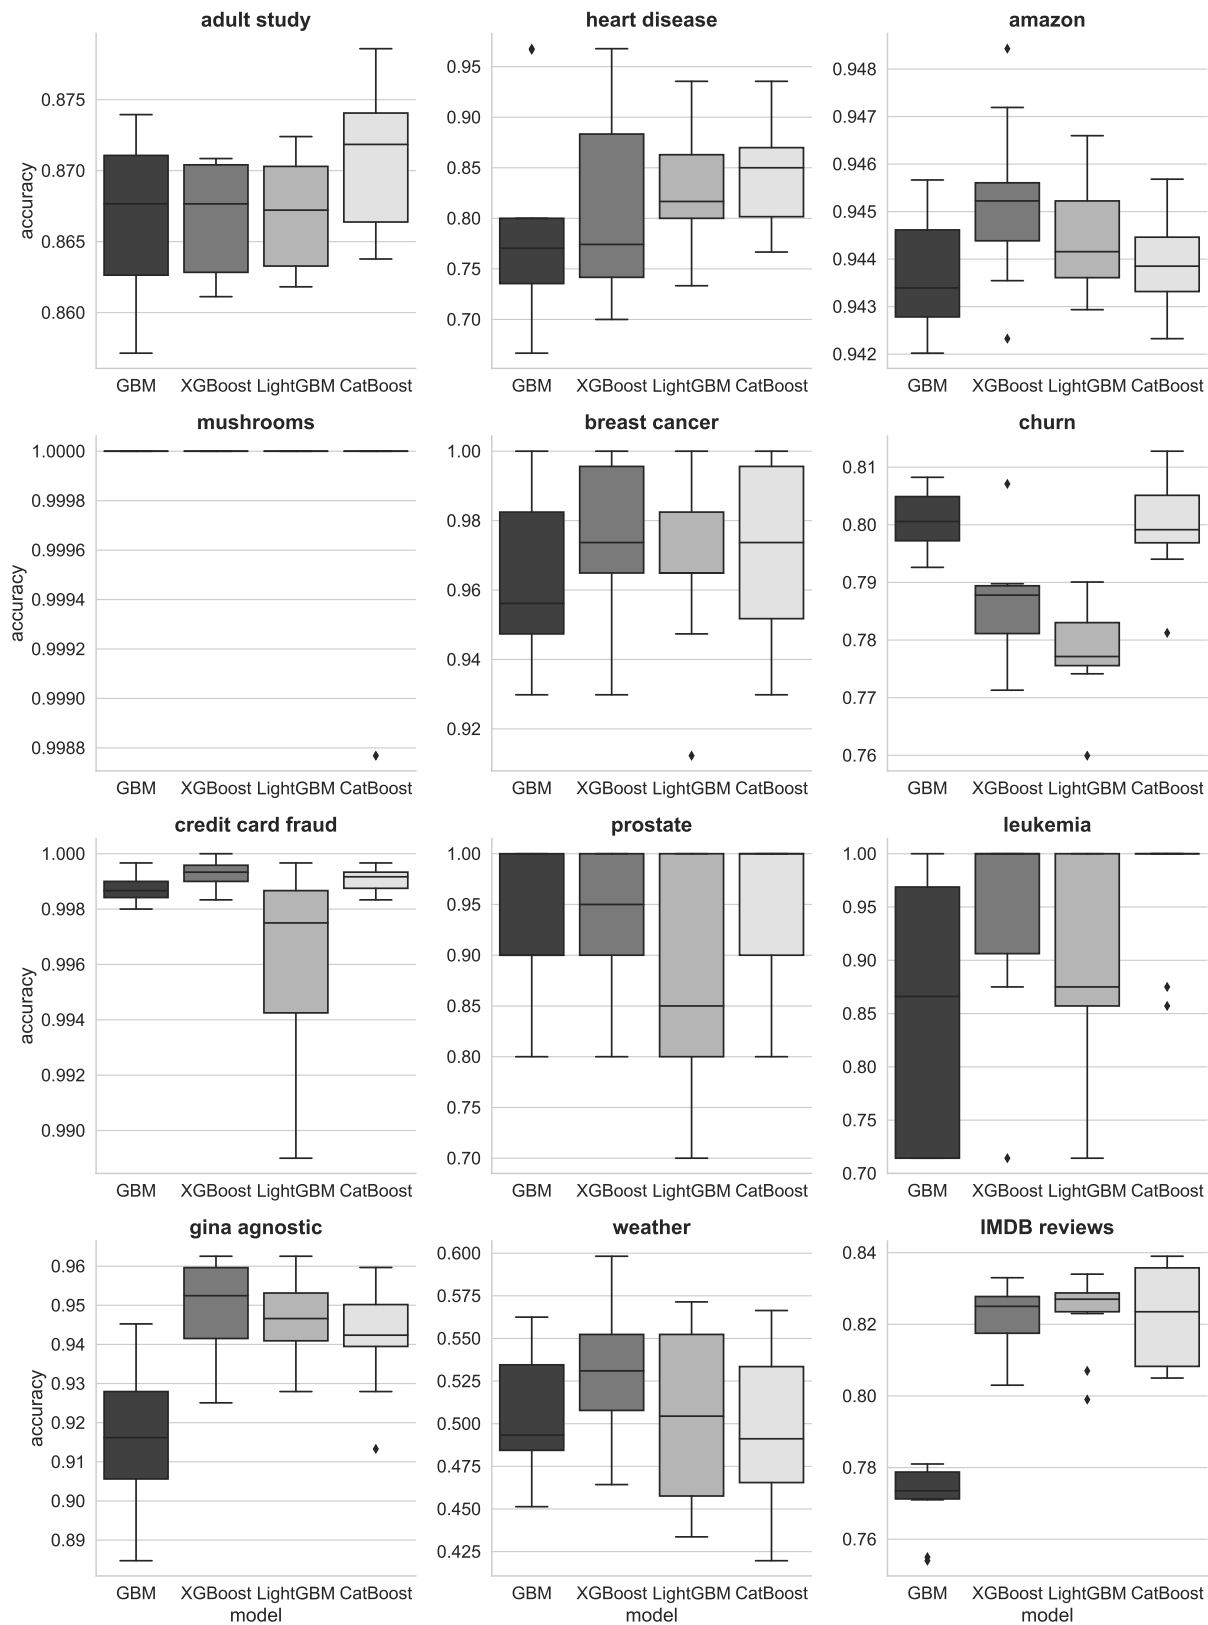 adult study
0.875
0.870
0.865
0.860
accuracy
GBM XGBoost LightGBM CatBoost
heart disease
0.95
0.90
0.85
0.80
0.75
0.70
GBM XGBoost LightGBM CatBoost
amazon
0.948
0.947
0.946
0.945
0.944
0.943
0.942
GBM XGBoost LightGBM CatBoost
mushrooms
1.0000
0.9998
0.9996
0.9994
0.9992
0.9990
0.9988
accuracy
GBM XGBoost LightGBM CatBoost
breast cancer
1.00
0.98
0.96
0.94
0.92
GBM XGBoost LightGBM CatBoost
churn
0.81
0.80
0.79
0.78
0.77
0.76
GBM XGBoost LightGBM CatBoost
credit card fraud
1.000
0.998
0.996
0.994
0.992
0.990
accuracy
GBM XGBoost LightGBM CatBoost
prostate
1.00
0.95
0.90
0.85
0.80
0.75
0.70
GBM XGBoost LightGBM CatBoost
leukemia
1.00
0.95
0.90
0.85
0.80
0.75
0.70
GBM XGBoost LightGBM CatBoost
gina agnostic
0.96
0.95
0.94
0.93
0.92
0.91
0.90
0.89
accuracy
GBM XGBoost LightGBM CatBoost
model
weather
0.600
0.575
0.550
0.525
0.500
0.475
0.450
0.425
GBM XGBoost LightGBM CatBoost
model
IMDB reviews
0.84
0.82
0.80
0.78
0.76
GBM XGBoost LightGBM CatBoost
model